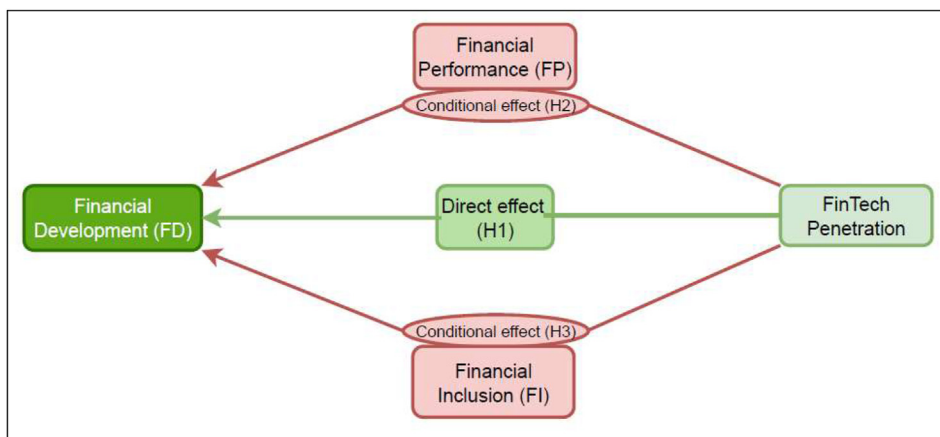 Financial
Performance (FP)
Conditional effect (H2)
Financial
Development (FD)
Direct effect
(H1)
FinTech
Penetration
Conditional effect (H3)
Financial
Inclusion (FI)